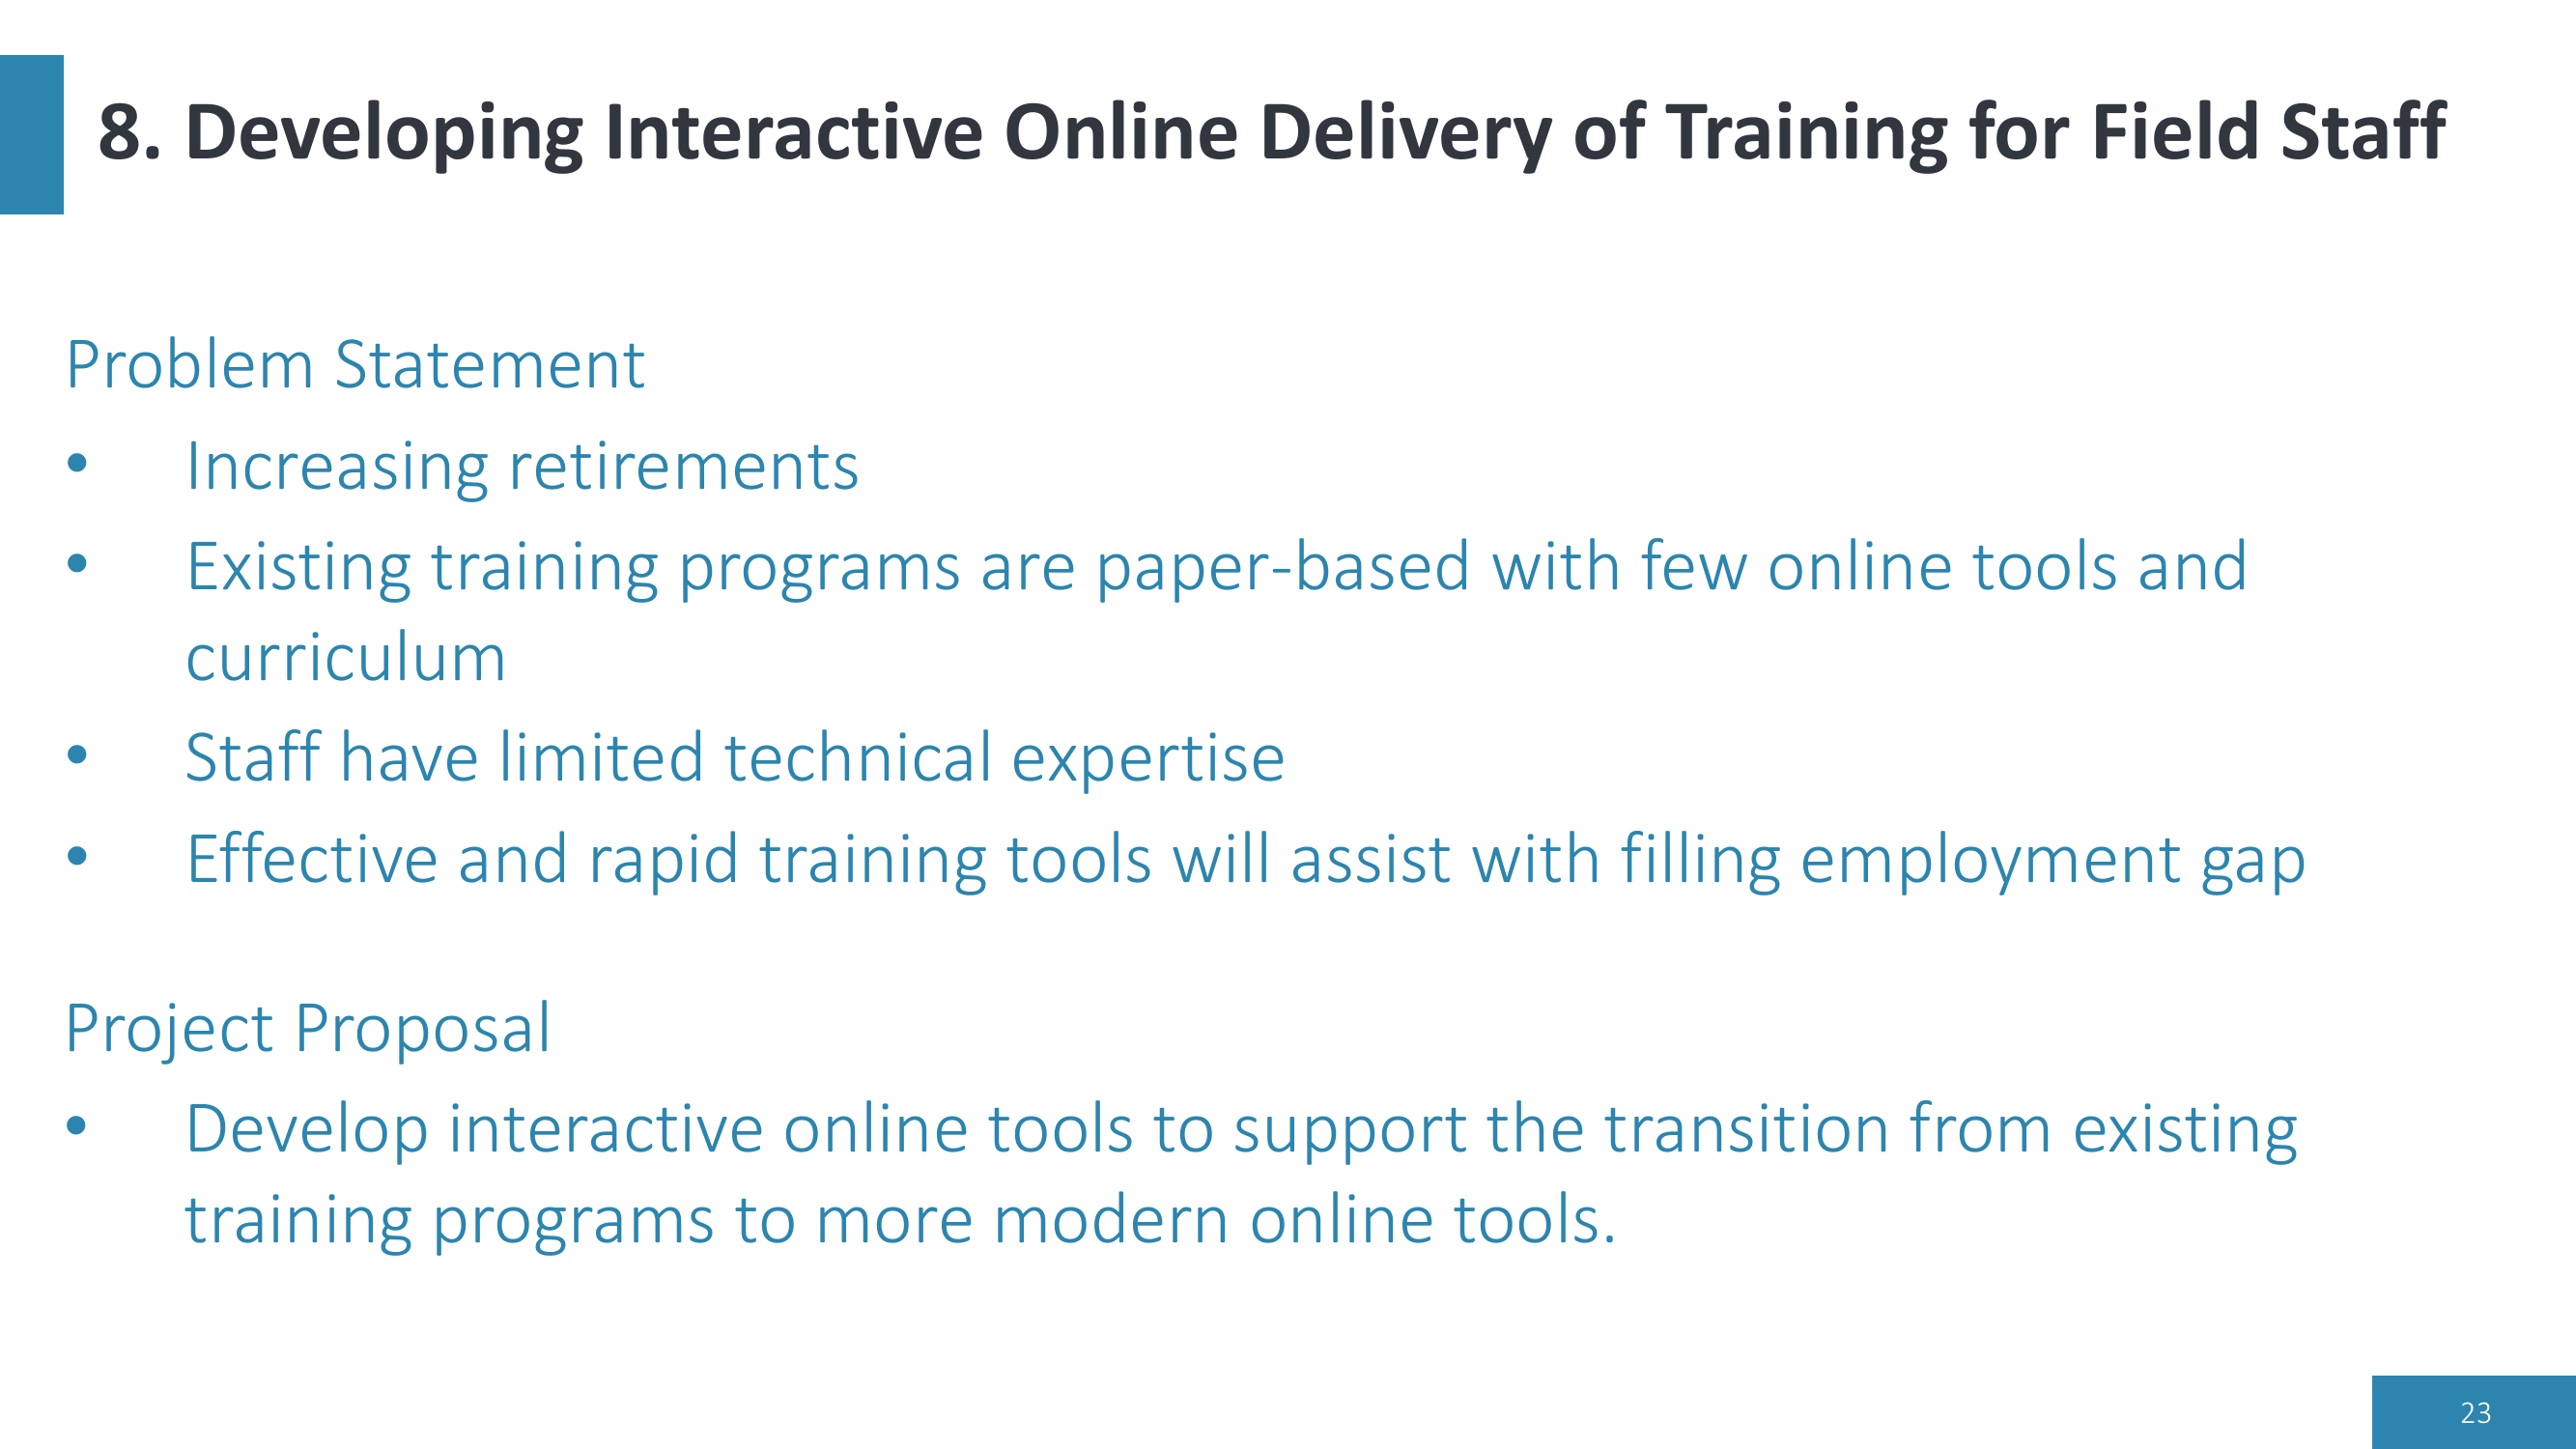 8. Developing Interactive Online Delivery of Training for Field Staff
Problem Statement
• Increasing retirements
• Existing training programs are paper-based with few online tools and
curriculum
• Staff have limited technical expertise
• Effective and rapid training tools will assist with filling employment gap
Project Proposal
• Develop interactive online tools to support the transition from existing
training programs to more modern online tools.
23